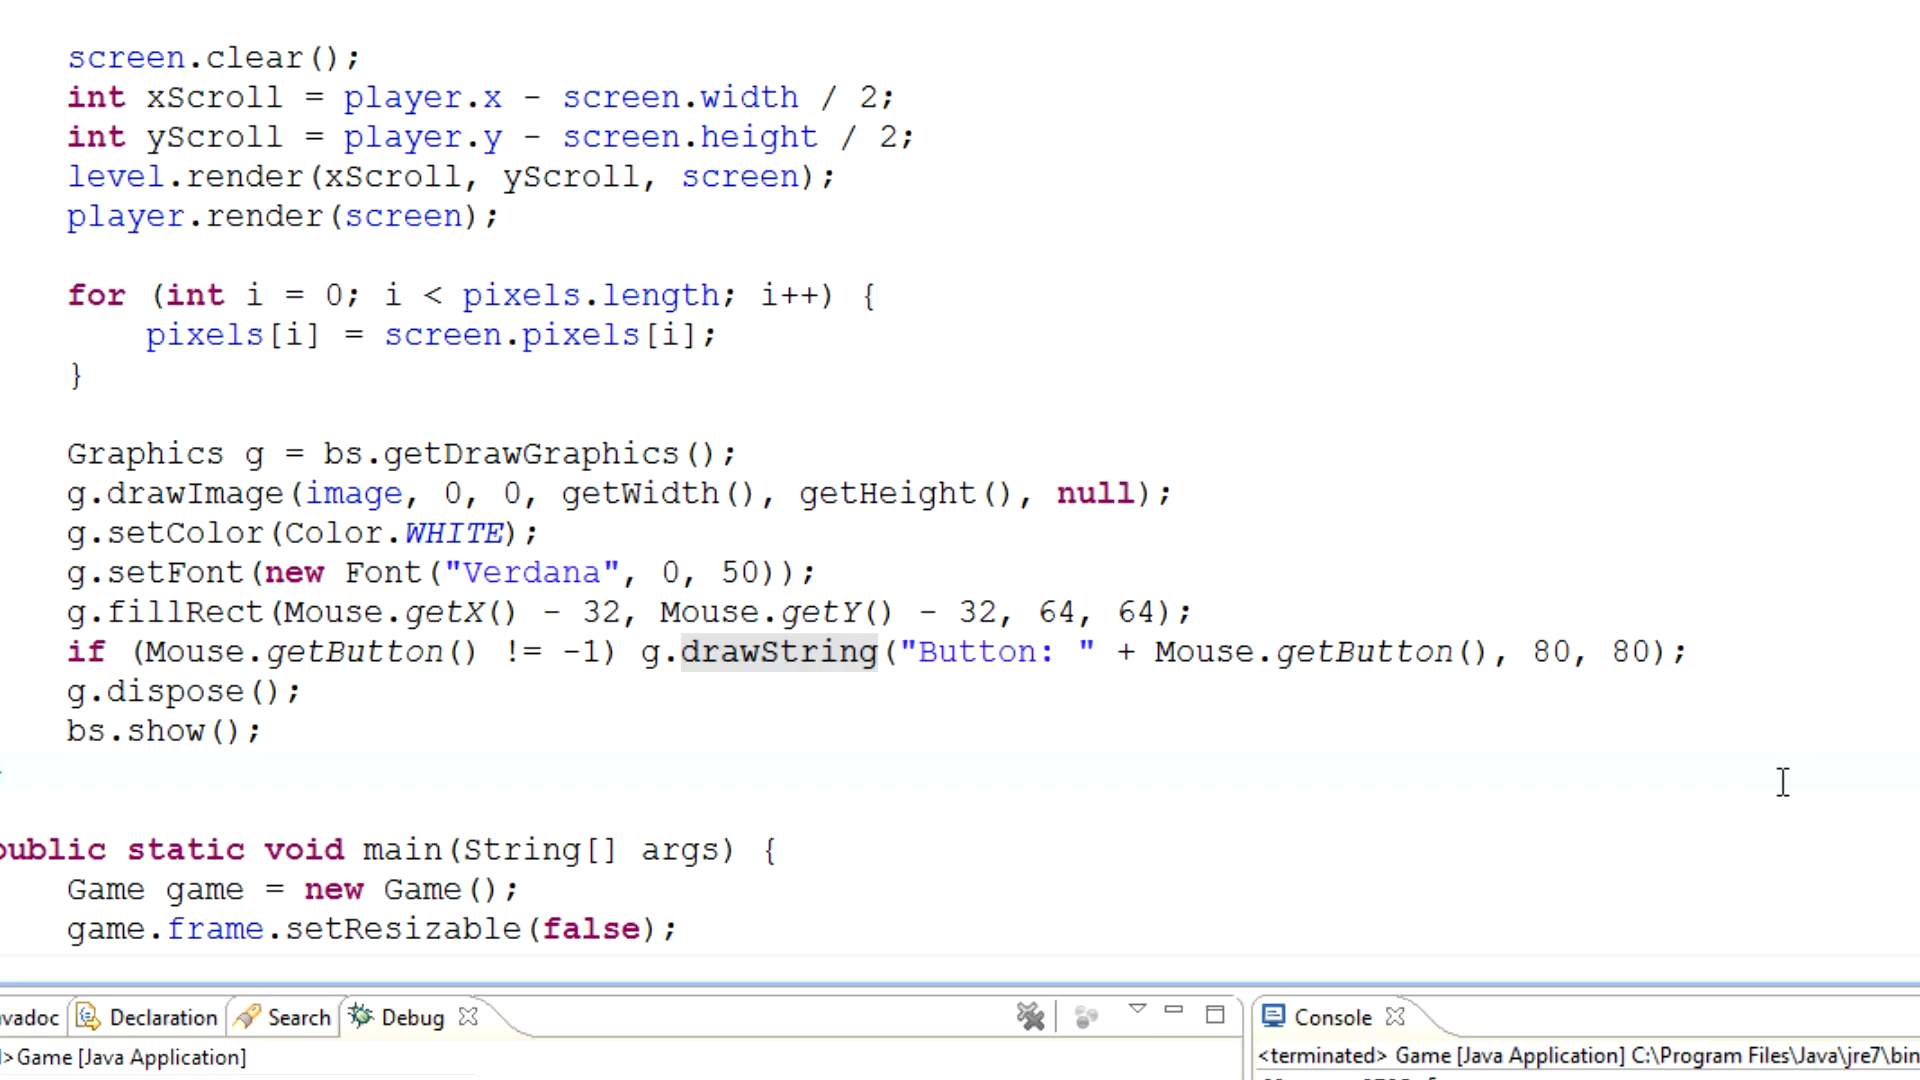 screen.clear();
int xScroll = player.x - screen.width / 2;
int yScroll = player.y - screen.height / 2;
level.render(xScroll, yScroll, screen);
player.render(screen);
for (int i = 0; i < pixels.length; i++) {
pixels[i] = screen.pixels[i];
}
Graphics g = bs.getDrawGraphics();
g.drawImage(image, 0, 0, getWidth(), getHeight(), null);
g.setColor(Color.WHITE);
g.setFont(new Font("Verdana", 0, 50));
g.fillRect(Mouse.getX() - 32, Mouse.getY() - 32, 64, 64);
if (Mouse.getButton() != -1) g.drawString("Button: " + Mouse.getButton(), 80, 80);
g.dispose();
bs.show();
public static void main(String[] args) {
Game game = new Game();
game.frame.setResizable(false);
vadoc Declaration Search Debug Console
>Game [Java Application] <terminated> Game [Java Application] C:\Program Files\Java\jre7\bin